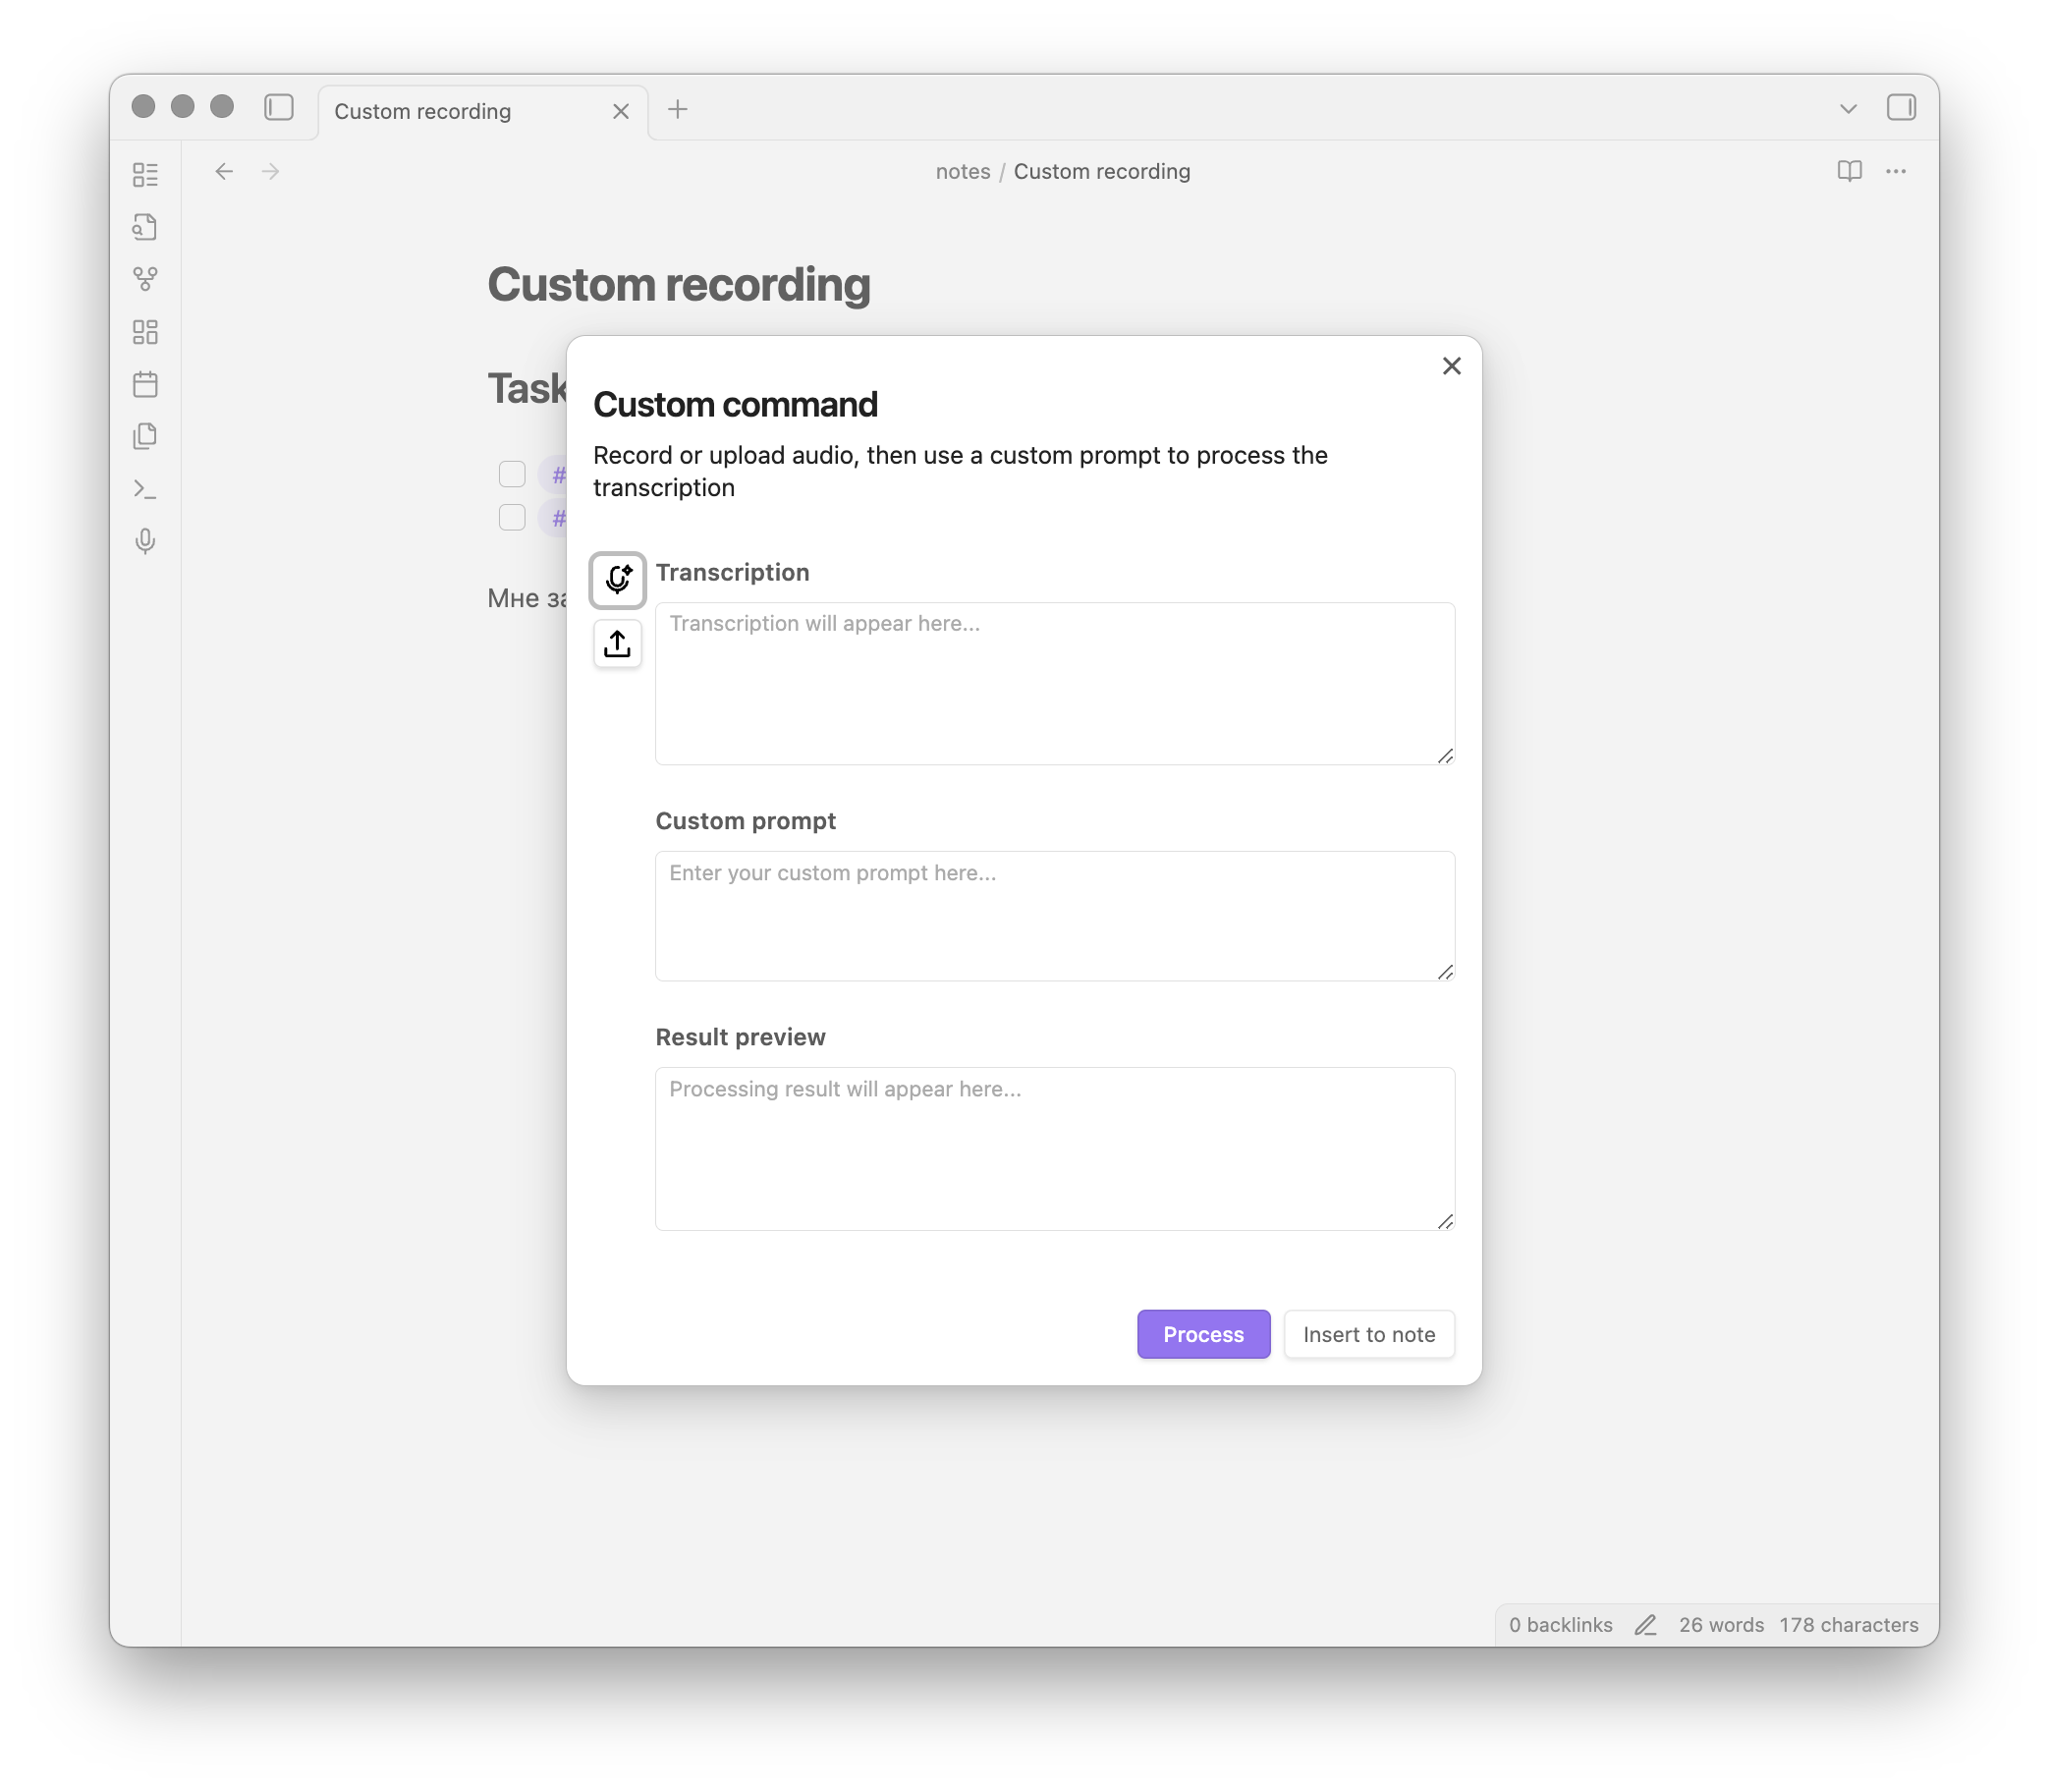 Custom recording
notes / Custom recording
Custom recording
Task
#
#
Мне
Custom command
Record or upload audio, then use a custom prompt to process the
transcription
Transcription
Transcription will appear here...
Custom prompt
Enter your custom prompt here...
Result preview
Processing result will appear here...
Process
Insert to note
0 backlinks
26 words
178 characters